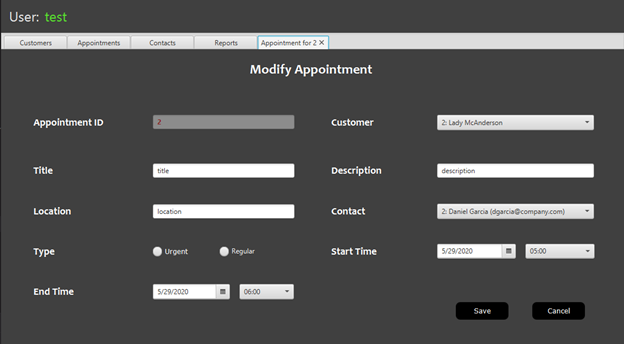 User: test
Customers Appointments Contacts Reports Appointment for 2 ✕
Modify Appointment
Appointment ID 2 Customer 2: Lady McAnderson
Title title Description description
Location location Contact 2: Daniel Garcia (dgarcia@company.com)
Type Urgent Regular Start Time 5/29/2020 05:00
End Time 5/29/2020 06:00
Save Cancel